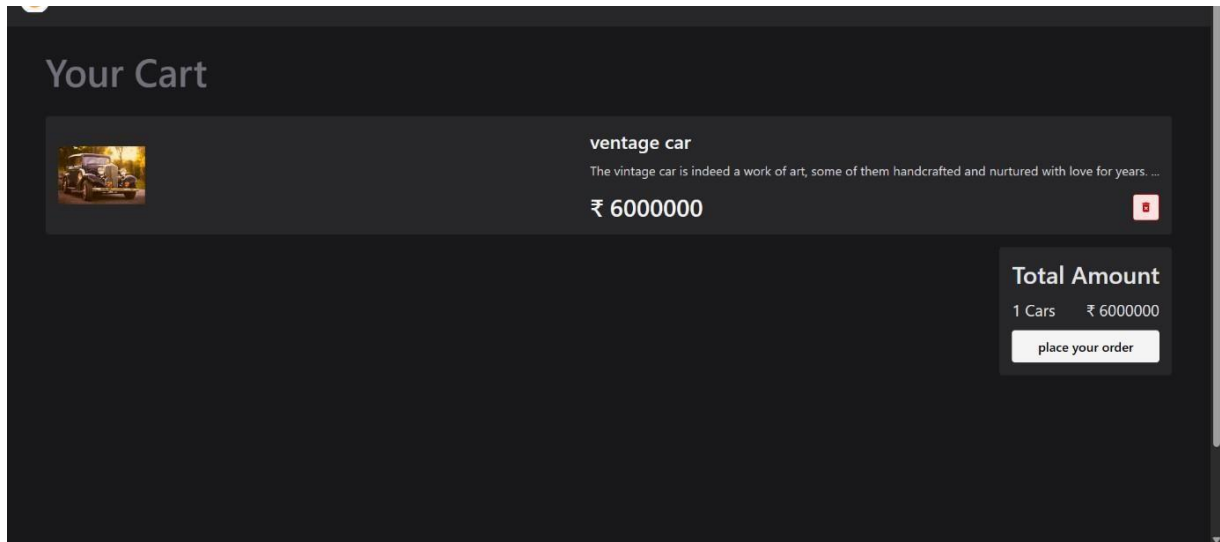 Your Cart
ventage car
The vintage car is indeed a work of art, some of them handcrafted and nurtured with love for years. ...
₹ 6000000
Total Amount
1 Cars ₹ 6000000
place your order